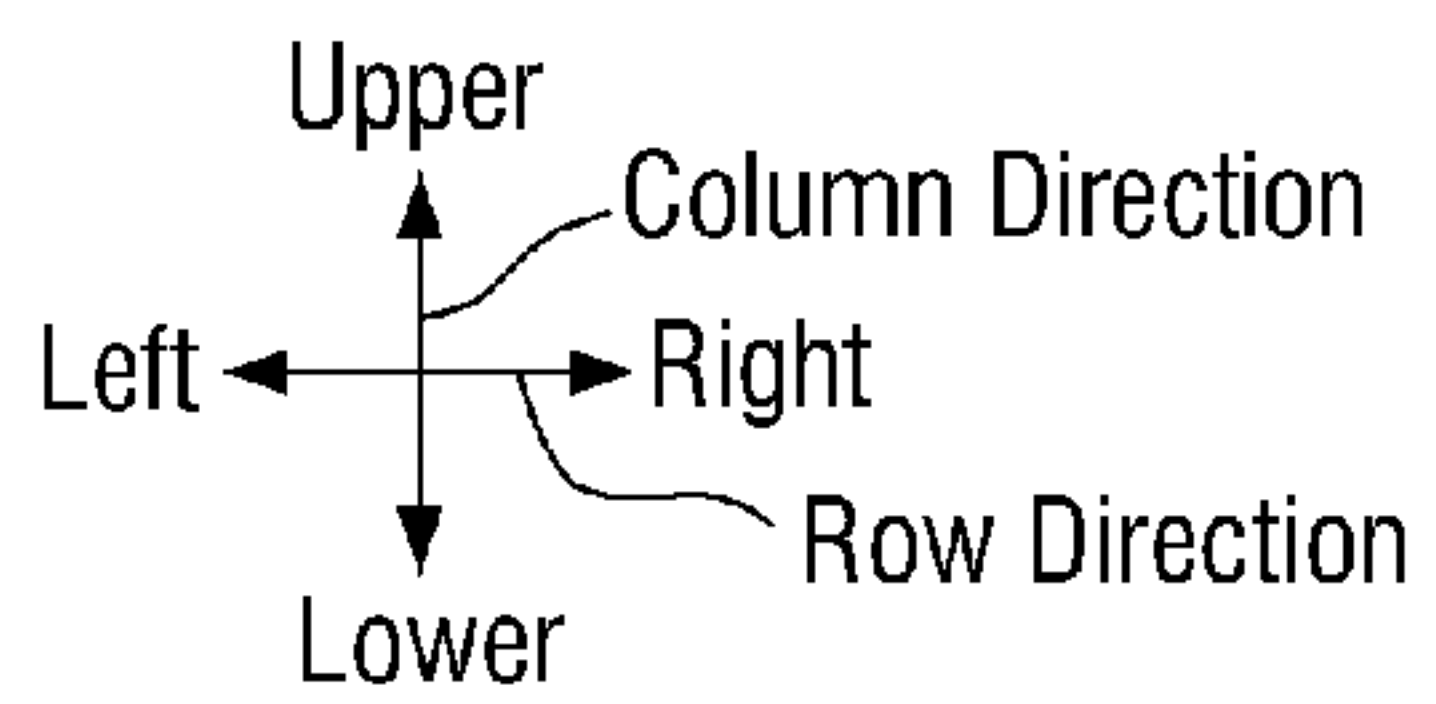 Upper
Column Direction
Left
Right
Row Direction
Lower